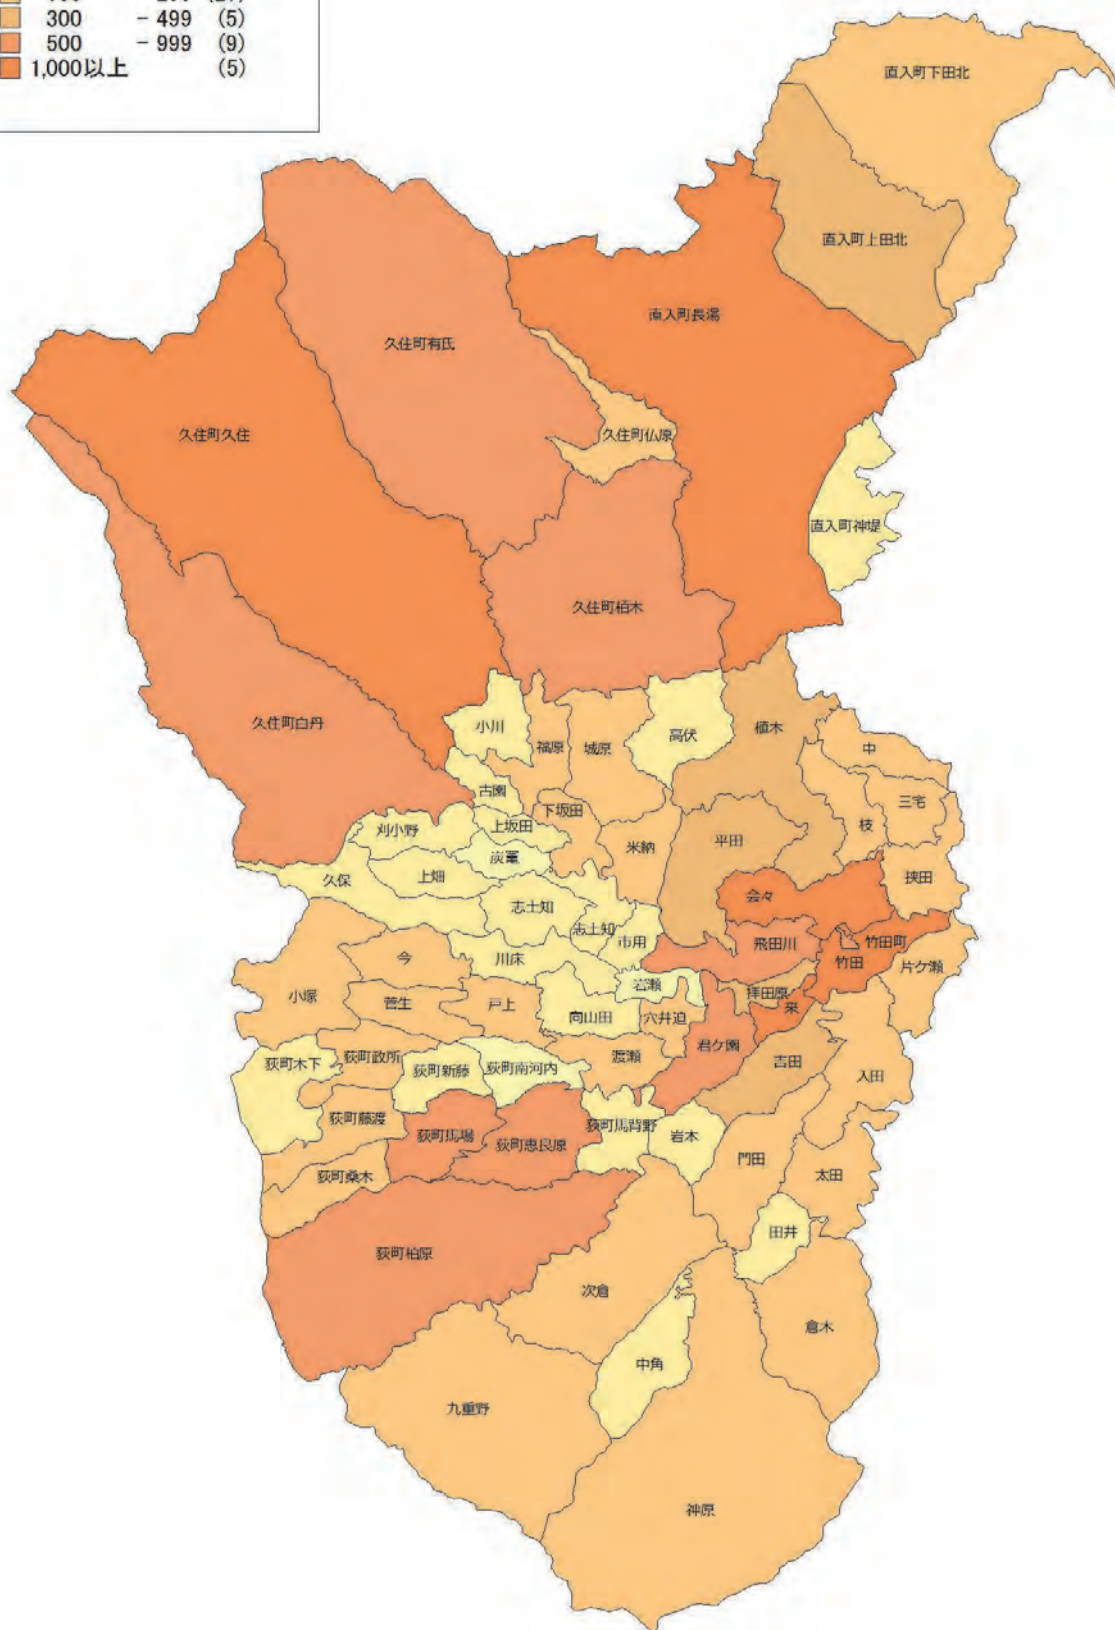 300 - 499 (5)
500 - 999 (9)
1,000以上 (5)
直入町下田北
直入町上田北
直入町長湯
久住町有氏
久住町久住
久住町仏原
直入町神堤
久住町栢木
久住町白丹
小川
福原
城原
高伏
植木
中
古園
下坂田
三宅
上坂田
枝
刈小野
米納
平田
炭竃
挟田
上畑
久保
会々
志土知
志土知
市用
飛田川
竹田町
竹田
片ケ瀬
今
川床
岩瀬
拝田原
小塚
菅生
戸上
来
向山田
穴井迫
君ケ園
荻町政所
渡瀬
吉田
荻町木下
荻町新藤
荻町南河内
入田
荻町藤渡
荻町馬場
荻町恵良原
荻町馬背野
岩木
門田
荻町桑木
太田
田井
荻町柏原
次倉
倉木
中角
九重野
神原